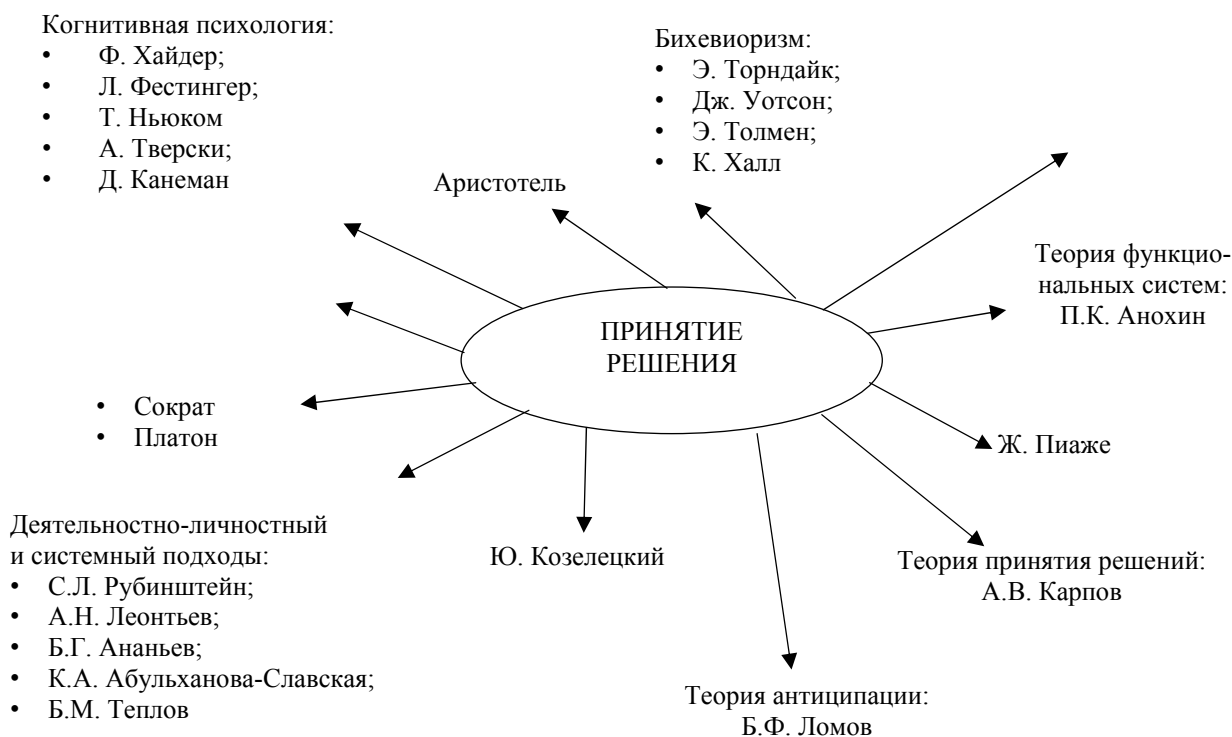 Когнитивная психология:
• Ф. Хайдер;
• Л. Фестингер;
• Т. Ньюком
• А. Тверски;
• Д. Канеман
Бихевиоризм:
• Э. Торндайк;
• Дж. Уотсон;
• Э. Толмен;
• К. Халл
Аристотель
Теория функцио-
нальных систем:
П.К. Анохин
ПРИНЯТИЕ
РЕШЕНИЯ
• Сократ
• Платон
Ж. Пиаже
Деятельностно-личностный
и системный подходы:
• С.Л. Рубинштейн;
• А.Н. Леонтьев;
• Б.Г. Ананьев;
• К.А. Абульханова-Славская;
• Б.М. Теплов
Ю. Козелецкий
Теория принятия решений:
А.В. Карпов
Теория антиципации:
Б.Ф. Ломов